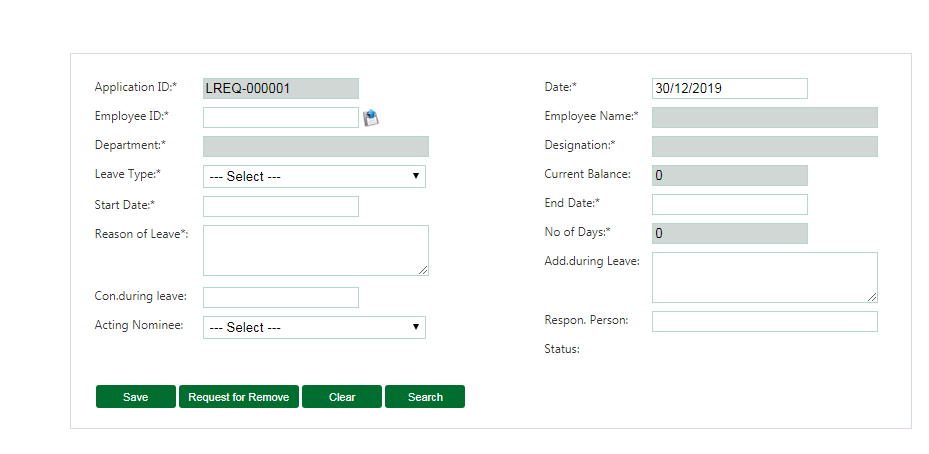 Application ID:* LREQ-000001 Date:* 30/12/2019
Employee ID:* Employee Name:*
Department:* Designation:*
Leave Type:* --- Select --- Current Balance: 0
Start Date:* End Date:*
Reason of Leave*: No of Days:* 0
Add.during Leave:
Con.during leave:
Acting Nominee: --- Select --- Respon. Person:
Status:
Save Request for Remove Clear Search